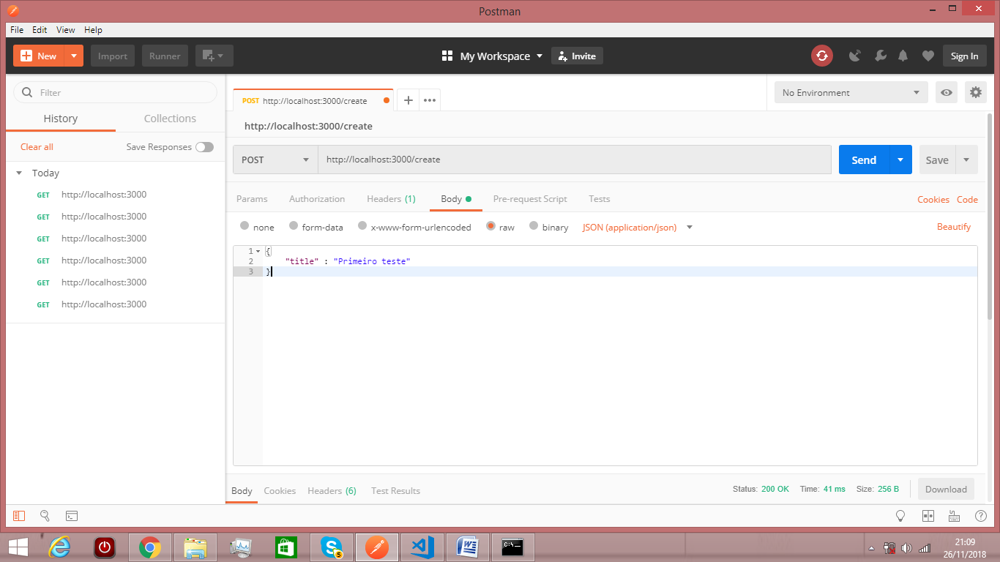 Postman
File Edit View Help
New Import Runner My Workspace Invite Sign In
Filter
History Collections
Clear all Save Responses
Today
GET http://localhost:3000
GET http://localhost:3000
GET http://localhost:3000
GET http://localhost:3000
GET http://localhost:3000
GET http://localhost:3000
POST http://localhost:3000/create
No Environment
http://localhost:3000/create
POST http://localhost:3000/create Send Save
Params Authorization Headers (1) Body Pre-request Script Tests Cookies Code
none form-data x-www-form-urlencoded raw binary JSON (application/json) Beautify
1 {
2 "title" : "Primeiro teste"
3 }
Body Cookies Headers (6) Test Results Status: 200 OK Time: 41 ms Size: 256 B Download
5
C:\_
21:09
26/11/2018